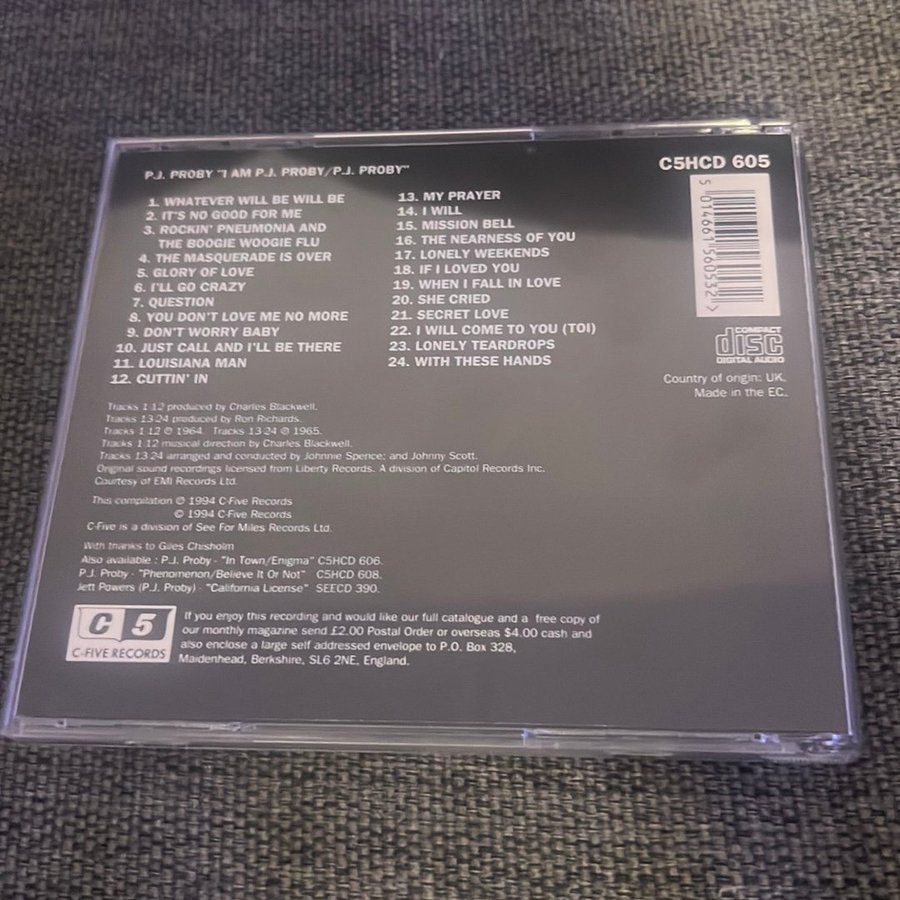 P.J. PROBY "I AM P.J. PROBY/P.J. PROBY"
C5HCD 605
1. WHATEVER WILL BE WILL BE
2. IT'S NO GOOD FOR ME
3. ROCKIN' PNEUMONIA AND
THE BOOGIE WOOGIE FLU
4. THE MASQUERADE IS OVER
5. GLORY OF LOVE
6. I'LL GO CRAZY
7. QUESTION
8. YOU DON'T LOVE ME NO MORE
9. DON'T WORRY BABY
10. JUST CALL AND I'LL BE THERE
11. LOUISIANA MAN
12. CUTTIN' IN
13. MY PRAYER
14. I WILL
15. MISSION BELL
16. THE NEARNESS OF YOU
17. LONELY WEEKENDS
18. IF I LOVED YOU
19. WHEN I FALL IN LOVE
20. SHE CRIED
21. SECRET LOVE
22. I WILL COME TO YOU (TOI)
23. LONELY TEARDROPS
24. WITH THESE HANDS
5 014661 560532 >
COMPACT
disc
DIGITAL AUDIO
Country of origin: UK.
Made in the EC.
Tracks 1-12 produced by Charles Blackwell.
Tracks 13-24 produced by Ron Richards.
Tracks 1-12 ℗ 1964. Tracks 13-24 ℗ 1965.
Tracks 1-12 musical direction by Charles Blackwell.
Tracks 13-24 arranged and conducted by Johnnie Spence; and Johnny Scott.
Original sound recordings licensed from Liberty Records. A division of Capitol Records Inc.
Courtesy of EMI Records Ltd.
This compilation ℗ 1994 C-Five Records
© 1994 C-Five Records
C-Five is a division of See For Miles Records Ltd.
With thanks to Giles Chisholm
Also available : P.J. Proby - "In Town/Enigma" C5HCD 606.
P.J. Proby - "Phenomenon/Believe It Or Not" C5HCD 608.
Jett Powers (P.J. Proby) - "California License" SEECD 390.
C 5
C-FIVE RECORDS
If you enjoy this recording and would like our full catalogue and a free copy of
our monthly magazine send £2.00 Postal Order or overseas $4.00 cash and
also enclose a large self addressed envelope to P.O. Box 328,
Maidenhead, Berkshire, SL6 2NE, England.